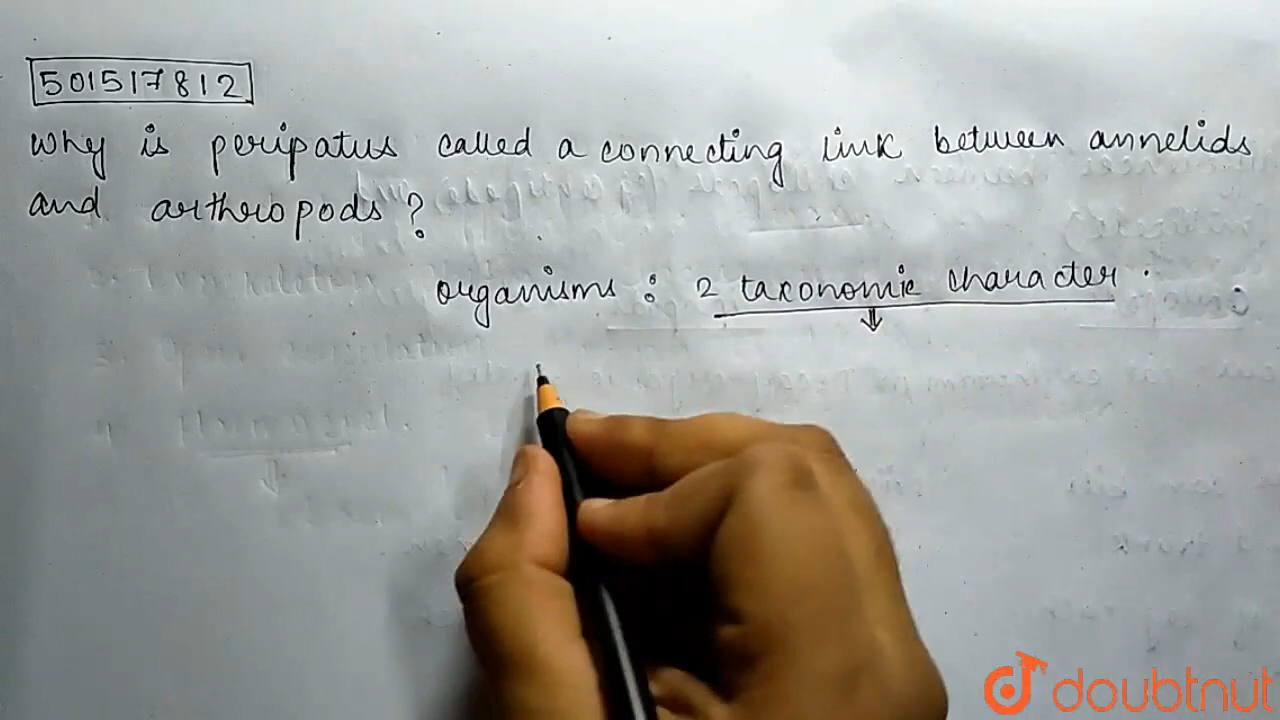 501517812
Why is peripatus called a connecting link between annelids
and arthropods?
organisms : 2 taxonomic character.
⇓
doubtnut